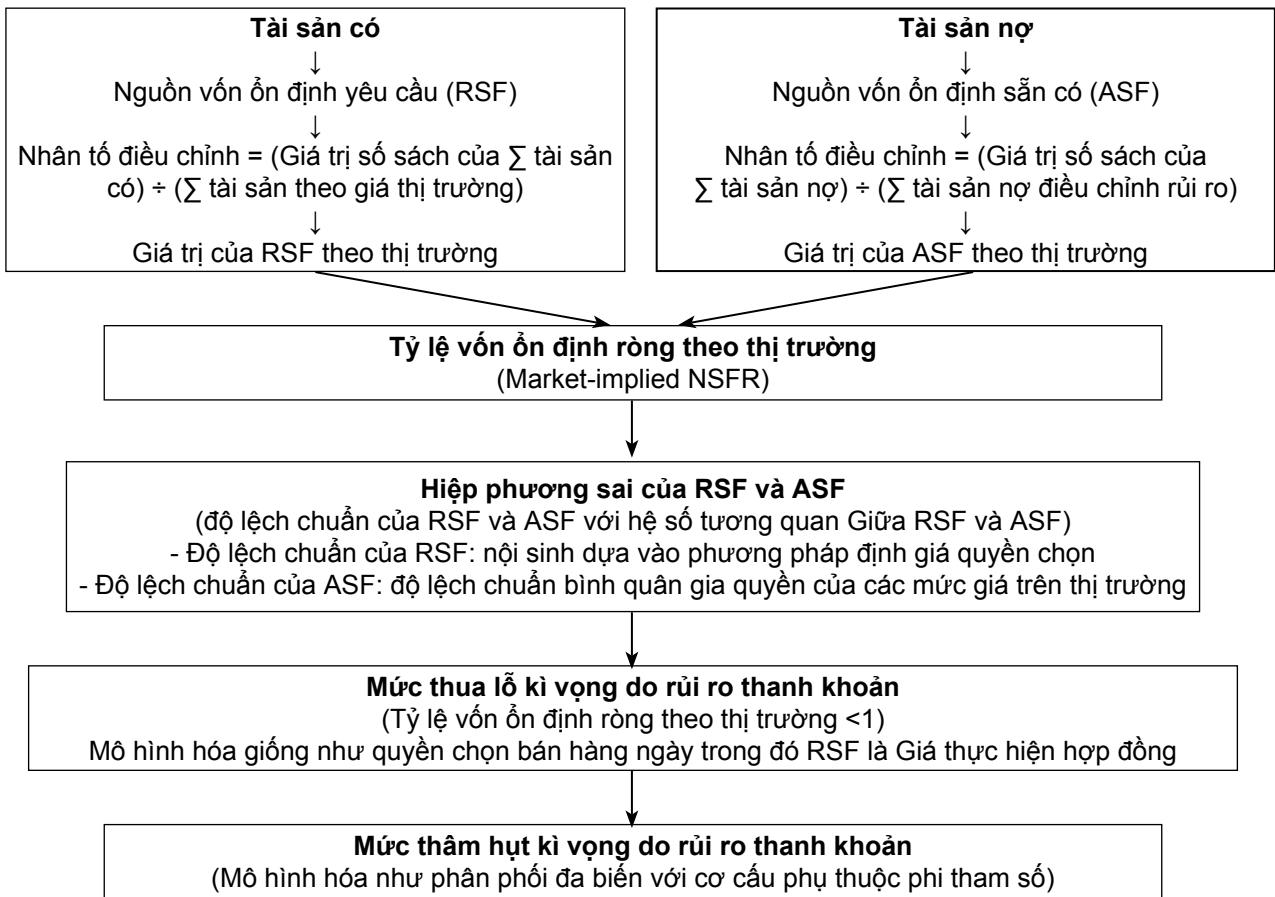 Tài sản có
↓
Nguồn vốn ổn định yêu cầu (RSF)
↓
Nhân tố điều chỉnh = (Giá trị số sách của ∑ tài sản
có) ÷ (∑ tài sản theo giá thị trường)
↓
Giá trị của RSF theo thị trường
Tài sản nợ
↓
Nguồn vốn ổn định sẵn có (ASF)
↓
Nhân tố điều chỉnh = (Giá trị số sách của
∑ tài sản nợ) ÷ (∑ tài sản nợ điều chỉnh rủi ro)
↓
Giá trị của ASF theo thị trường
Tỷ lệ vốn ổn định ròng theo thị trường
(Market-implied NSFR)
Hiệp phương sai của RSF và ASF
(độ lệch chuẩn của RSF và ASF với hệ số tương quan Giữa RSF và ASF)
- Độ lệch chuẩn của RSF: nội sinh dựa vào phương pháp định giá quyền chọn
- Độ lệch chuẩn của ASF: độ lệch chuẩn bình quân gia quyền của các mức giá trên thị trường
Mức thua lỗ kì vọng do rủi ro thanh khoản
(Tỷ lệ vốn ổn định ròng theo thị trường <1)
Mô hình hóa giống như quyền chọn bán hàng ngày trong đó RSF là Giá thực hiện hợp đồng
Mức thâm hụt kì vọng do rủi ro thanh khoản
(Mô hình hóa như phân phối đa biến với cơ cấu phụ thuộc phi tham số)